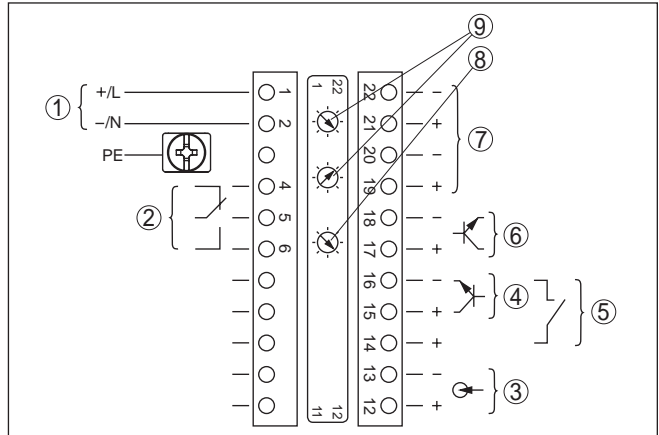 ⑨
⑧
1 22
+/L 1 22 −
①
−/N 2 21 +
⑦
PE 20 −
4 19 +
② 5 18 −
⑥
6 17 +
16 −
④
⑤
15 +
14 +
13 −
③
11 12 12 +